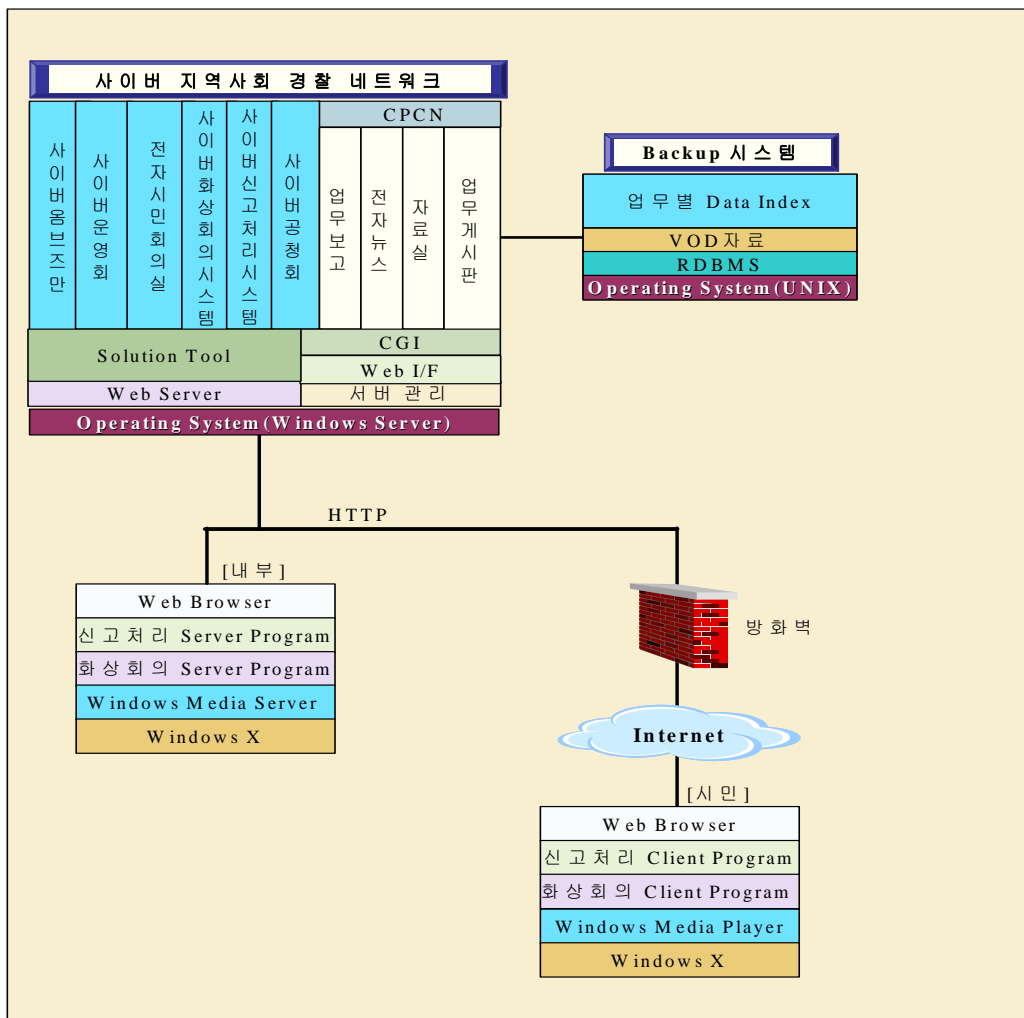 사이버 지역사회 경찰 네트워크
CPCN
사이버옴브즈만
사이버운영회
전자시민회의실
사이버화상회의시스템
사이버신고처리시스템
사이버공청회
업무보고
전자뉴스
자료실
업무게시판
Solution Tool
CGI
Web I/F
Web Server
서버 관리
Operating System(Windows Server)
Backup 시스템
업무별 Data Index
VOD자료
RDBMS
Operating System(UNIX)
HTTP
[내부]
Web Browser
신고처리 Server Program
화상회의 Server Program
Windows Media Server
Windows X
방화벽
Internet
[시민]
Web Browser
신고처리 Client Program
화상회의 Client Program
Windows Media Player
Windows X